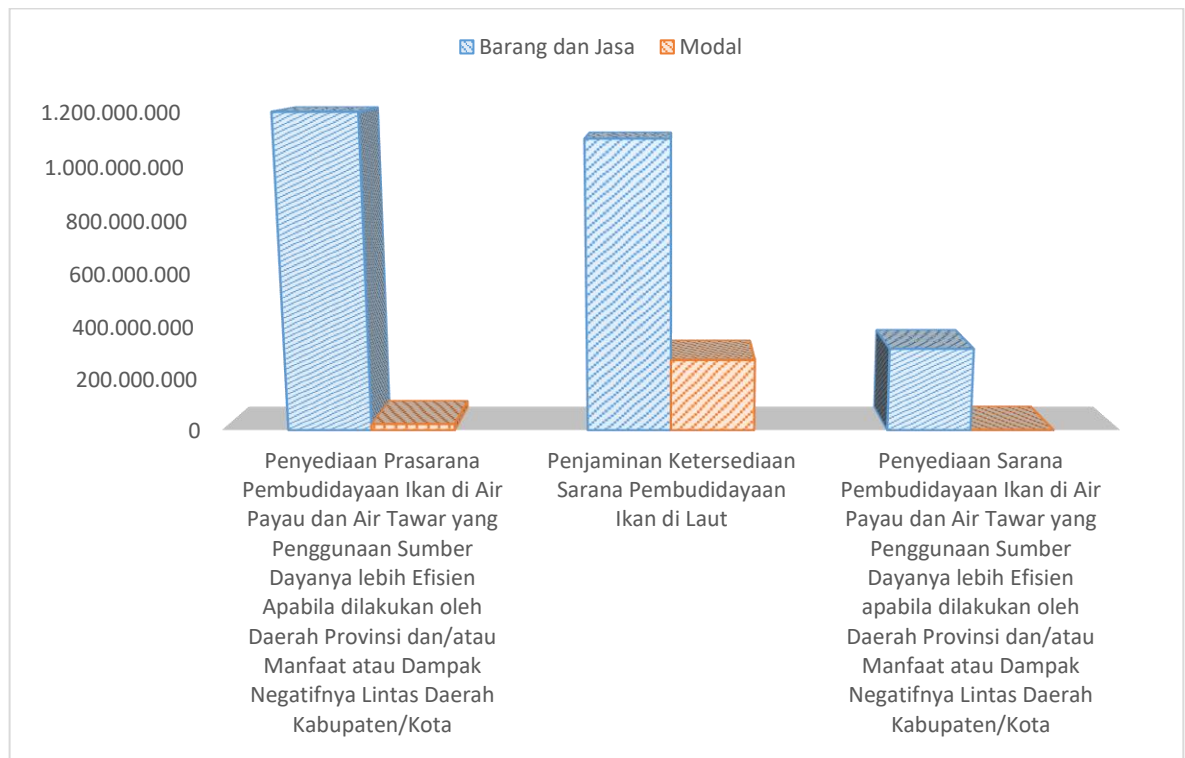 Barang dan Jasa Modal
1.200.000.000
1.000.000.000
800.000.000
600.000.000
400.000.000
200.000.000
0
Penyediaan Prasarana
Pembudidayaan Ikan di Air
Payau dan Air Tawar yang
Penggunaan Sumber
Dayanya lebih Efisien
Apabila dilakukan oleh
Daerah Provinsi dan/atau
Manfaat atau Dampak
Negatifnya Lintas Daerah
Kabupaten/Kota
Penjaminan Ketersediaan
Sarana Pembudidayaan
Ikan di Laut
Penyediaan Sarana
Pembudidayaan Ikan di Air
Payau dan Air Tawar yang
Penggunaan Sumber
Dayanya lebih Efisien
apabila dilakukan oleh
Daerah Provinsi dan/atau
Manfaat atau Dampak
Negatifnya Lintas Daerah
Kabupaten/Kota